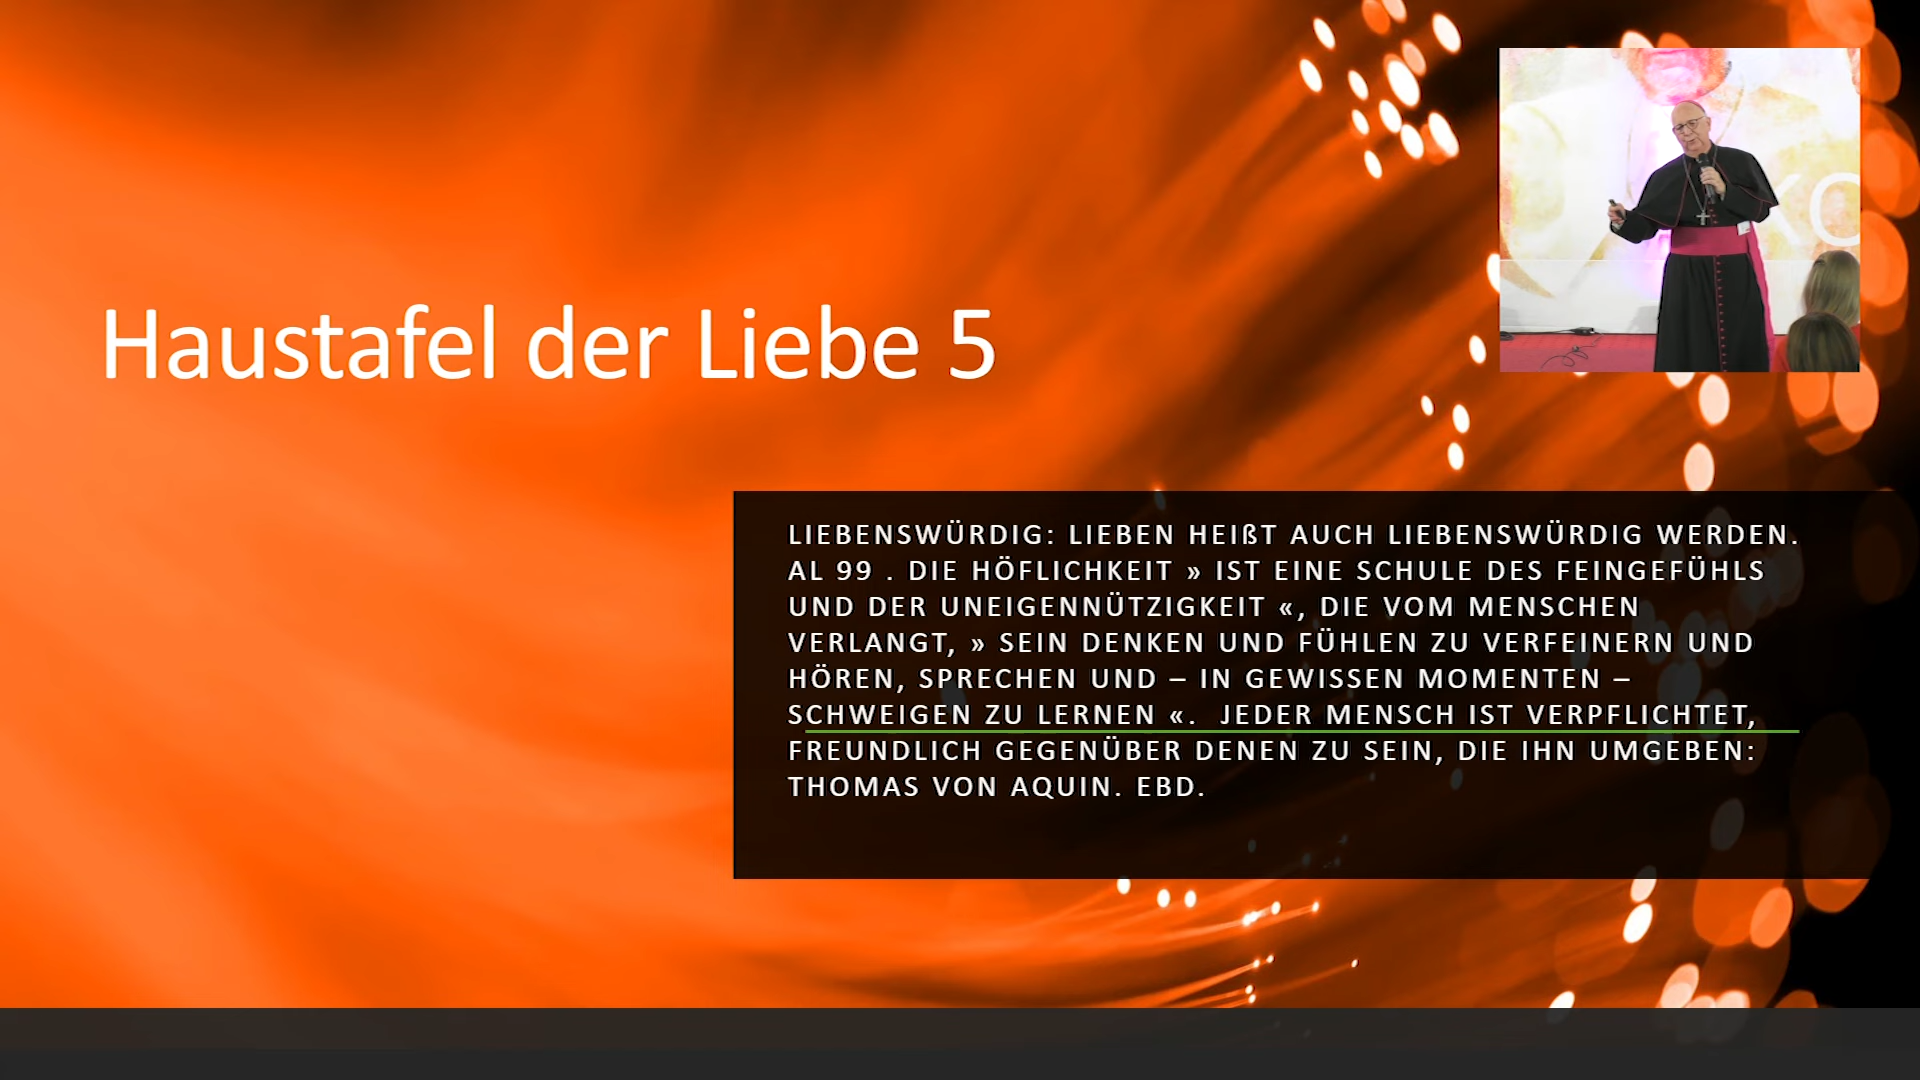 Haustafel der Liebe 5
LIEBENSWÜRDIG: LIEBEN HEIßT AUCH LIEBENSWÜRDIG WERDEN.
AL 99 . DIE HÖFLICHKEIT » IST EINE SCHULE DES FEINGEFÜHLS
UND DER UNEIGENNÜTZIGKEIT «, DIE VOM MENSCHEN
VERLANGT, » SEIN DENKEN UND FÜHLEN ZU VERFEINERN UND
HÖREN, SPRECHEN UND – IN GEWISSEN MOMENTEN –
SCHWEIGEN ZU LERNEN «.  JEDER MENSCH IST VERPFLICHTET,
FREUNDLICH GEGENÜBER DENEN ZU SEIN, DIE IHN UMGEBEN:
THOMAS VON AQUIN. EBD.